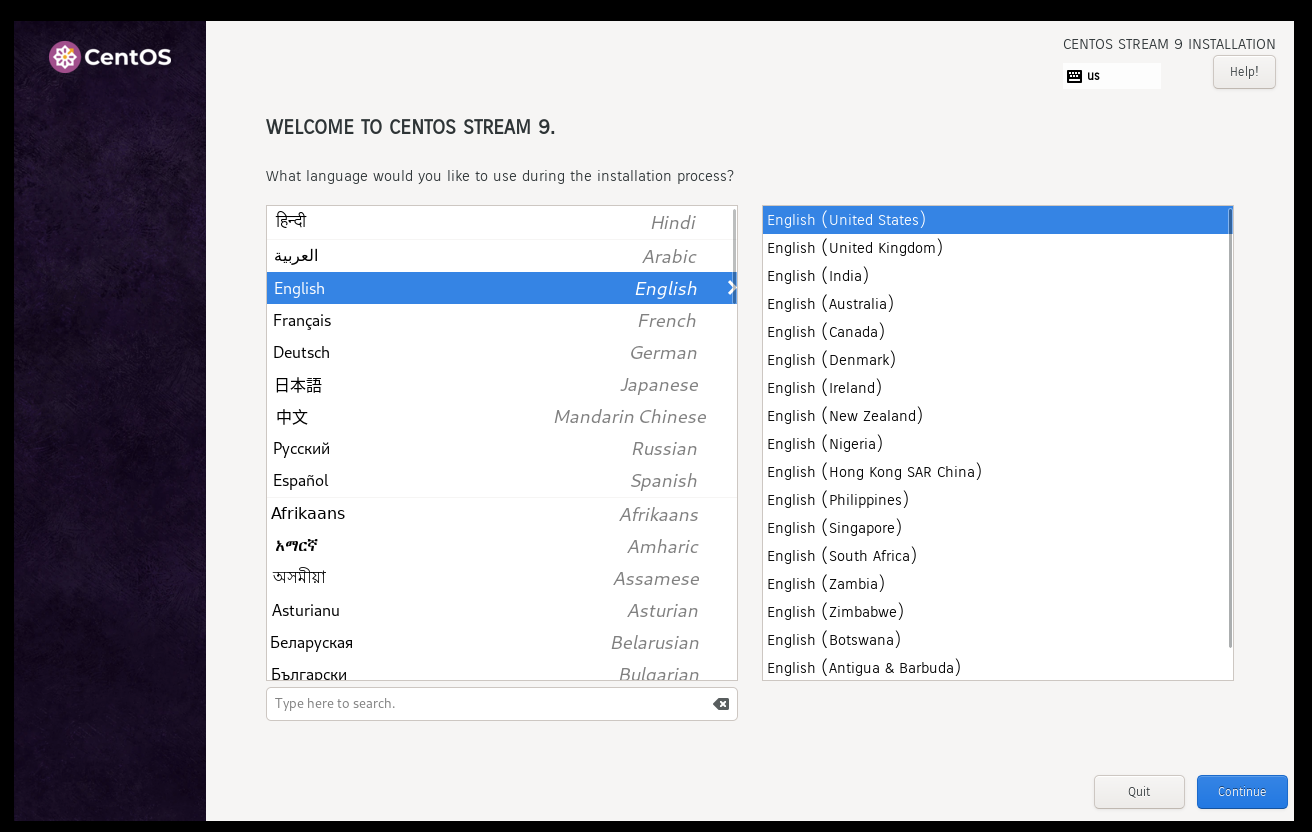 CentOS
CENTOS STREAM 9 INSTALLATION
us
Help!
WELCOME TO CENTOS STREAM 9.
What language would you like to use during the installation process?
हिन्दी Hindi
العربية Arabic
English English
Français French
Deutsch German
日本語 Japanese
中文 Mandarin Chinese
Русский Russian
Español Spanish
Afrikaans Afrikaans
አማርኛ Amharic
অসমীয়া Assamese
Asturianu Asturian
Беларуская Belarusian
Български Bulgarian
Type here to search.
English (United States)
English (United Kingdom)
English (India)
English (Australia)
English (Canada)
English (Denmark)
English (Ireland)
English (New Zealand)
English (Nigeria)
English (Hong Kong SAR China)
English (Philippines)
English (Singapore)
English (South Africa)
English (Zambia)
English (Zimbabwe)
English (Botswana)
English (Antigua & Barbuda)
Quit
Continue